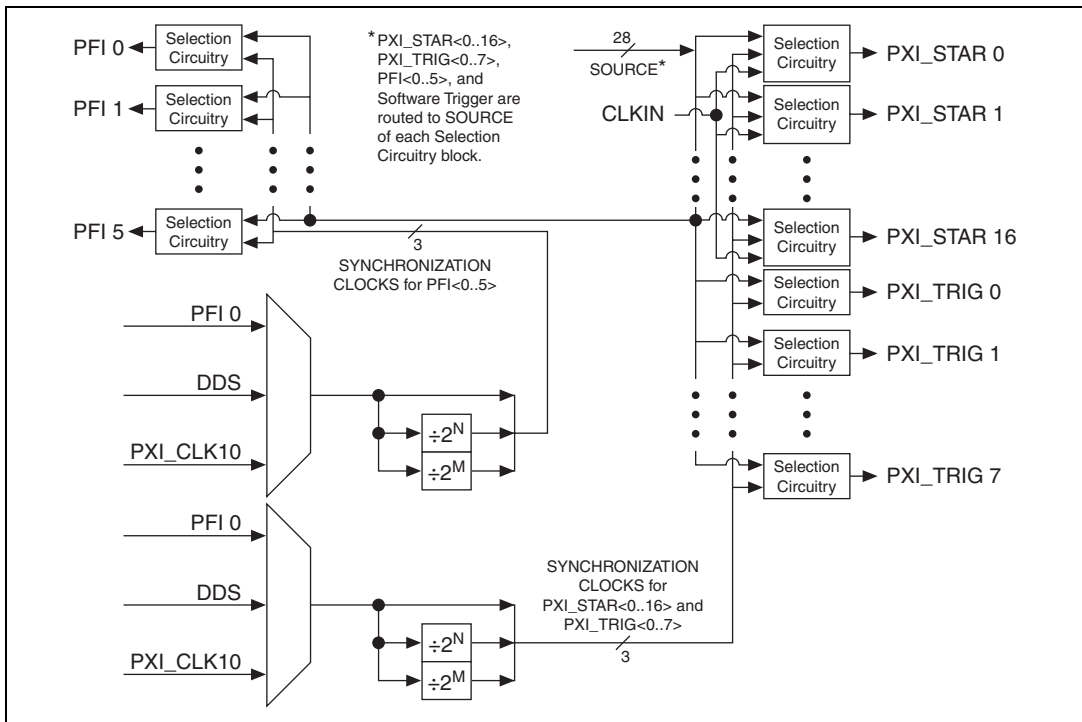 PFI 0
Selection
Circuitry
PFI 1
Selection
Circuitry
PFI 5
Selection
Circuitry
*PXI_STAR<0..16>,
PXI_TRIG<0..7>,
PFI<0..5>, and
Software Trigger are
routed to SOURCE
of each Selection
Circuitry block.
28
SOURCE*
CLKIN
Selection
Circuitry
PXI_STAR 0
Selection
Circuitry
PXI_STAR 1
Selection
Circuitry
PXI_STAR 16
Selection
Circuitry
PXI_TRIG 0
Selection
Circuitry
PXI_TRIG 1
Selection
Circuitry
PXI_TRIG 7
3
SYNCHRONIZATION
CLOCKS for PFI<0..5>
PFI 0
DDS
PXI_CLK10
÷2^N
÷2^M
PFI 0
DDS
PXI_CLK10
÷2^N
÷2^M
SYNCHRONIZATION
CLOCKS for
PXI_STAR<0..16> and
PXI_TRIG<0..7>
3